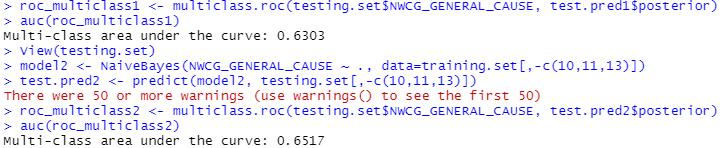 > roc_multiclass1 <- multiclass.roc(testing.set$NWCG_GENERAL_CAUSE, test.pred1$posterior)
> auc(roc_multiclass1)
Multi-class area under the curve: 0.6303
> View(testing.set)
> model2 <- NaiveBayes(NWCG_GENERAL_CAUSE ~ ., data=training.set[,-c(10,11,13)])
> test.pred2 <- predict(model2, testing.set[,-c(10,11,13)])
There were 50 or more warnings (use warnings() to see the first 50)
> roc_multiclass2 <- multiclass.roc(testing.set$NWCG_GENERAL_CAUSE, test.pred2$posterior)
> auc(roc_multiclass2)
Multi-class area under the curve: 0.6517